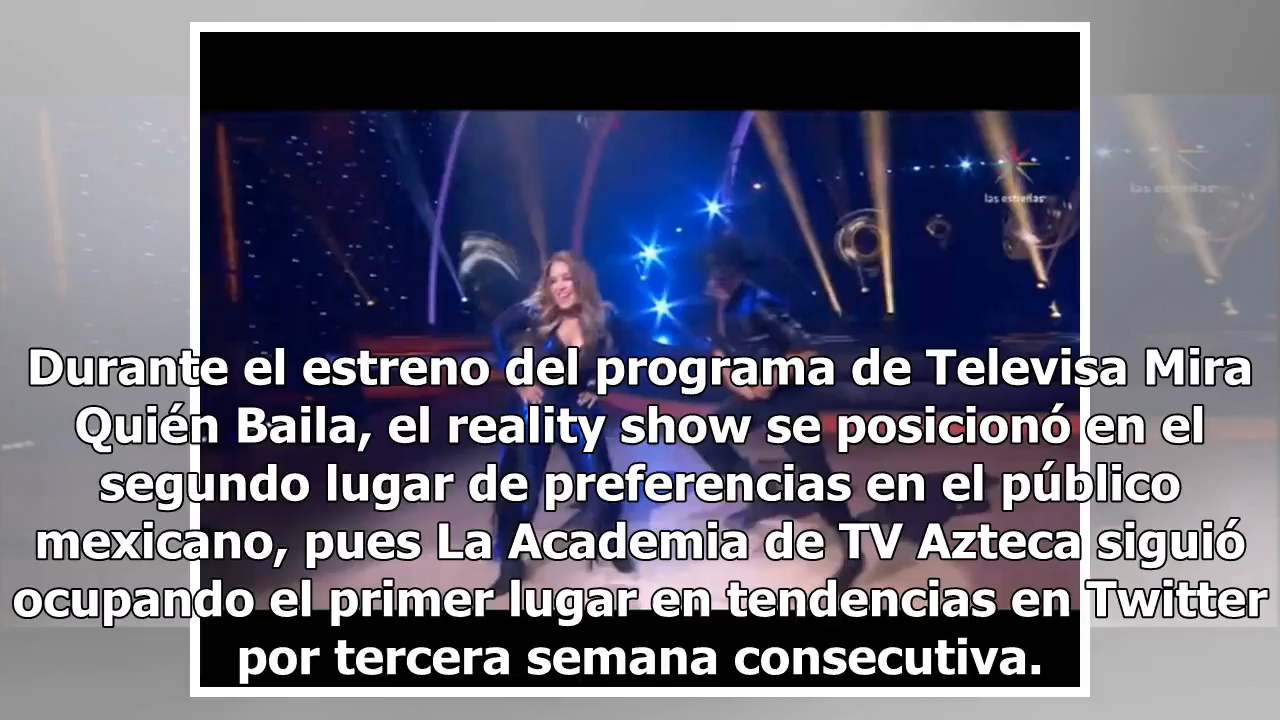 las estrellas
Durante el estreno del programa de Televisa Mira
Quién Baila, el reality show se posicionó en el
segundo lugar de preferencias en el público
mexicano, pues La Academia de TV Azteca siguió
ocupando el primer lugar en tendencias en Twitter
por tercera semana consecutiva.